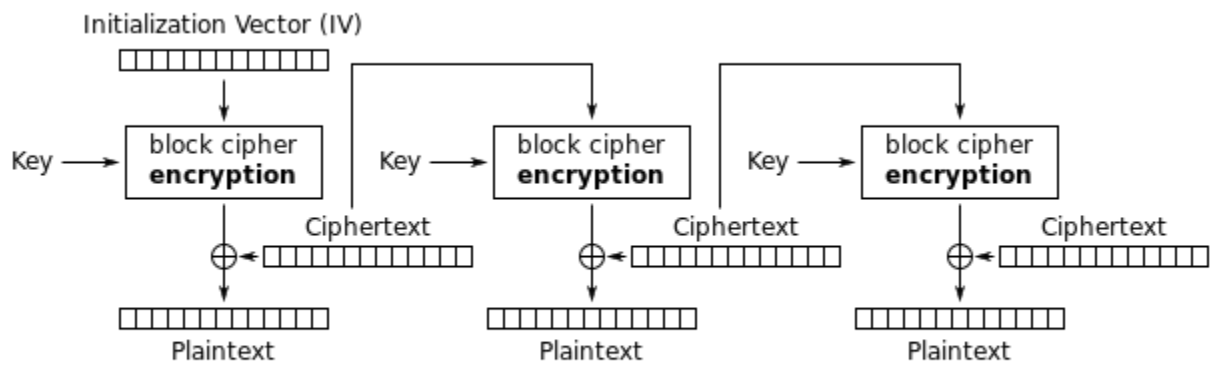 Initialization Vector (IV)
Key
block cipher
encryption
Ciphertext
Plaintext
Key
block cipher
encryption
Ciphertext
Plaintext
Key
block cipher
encryption
Ciphertext
Plaintext